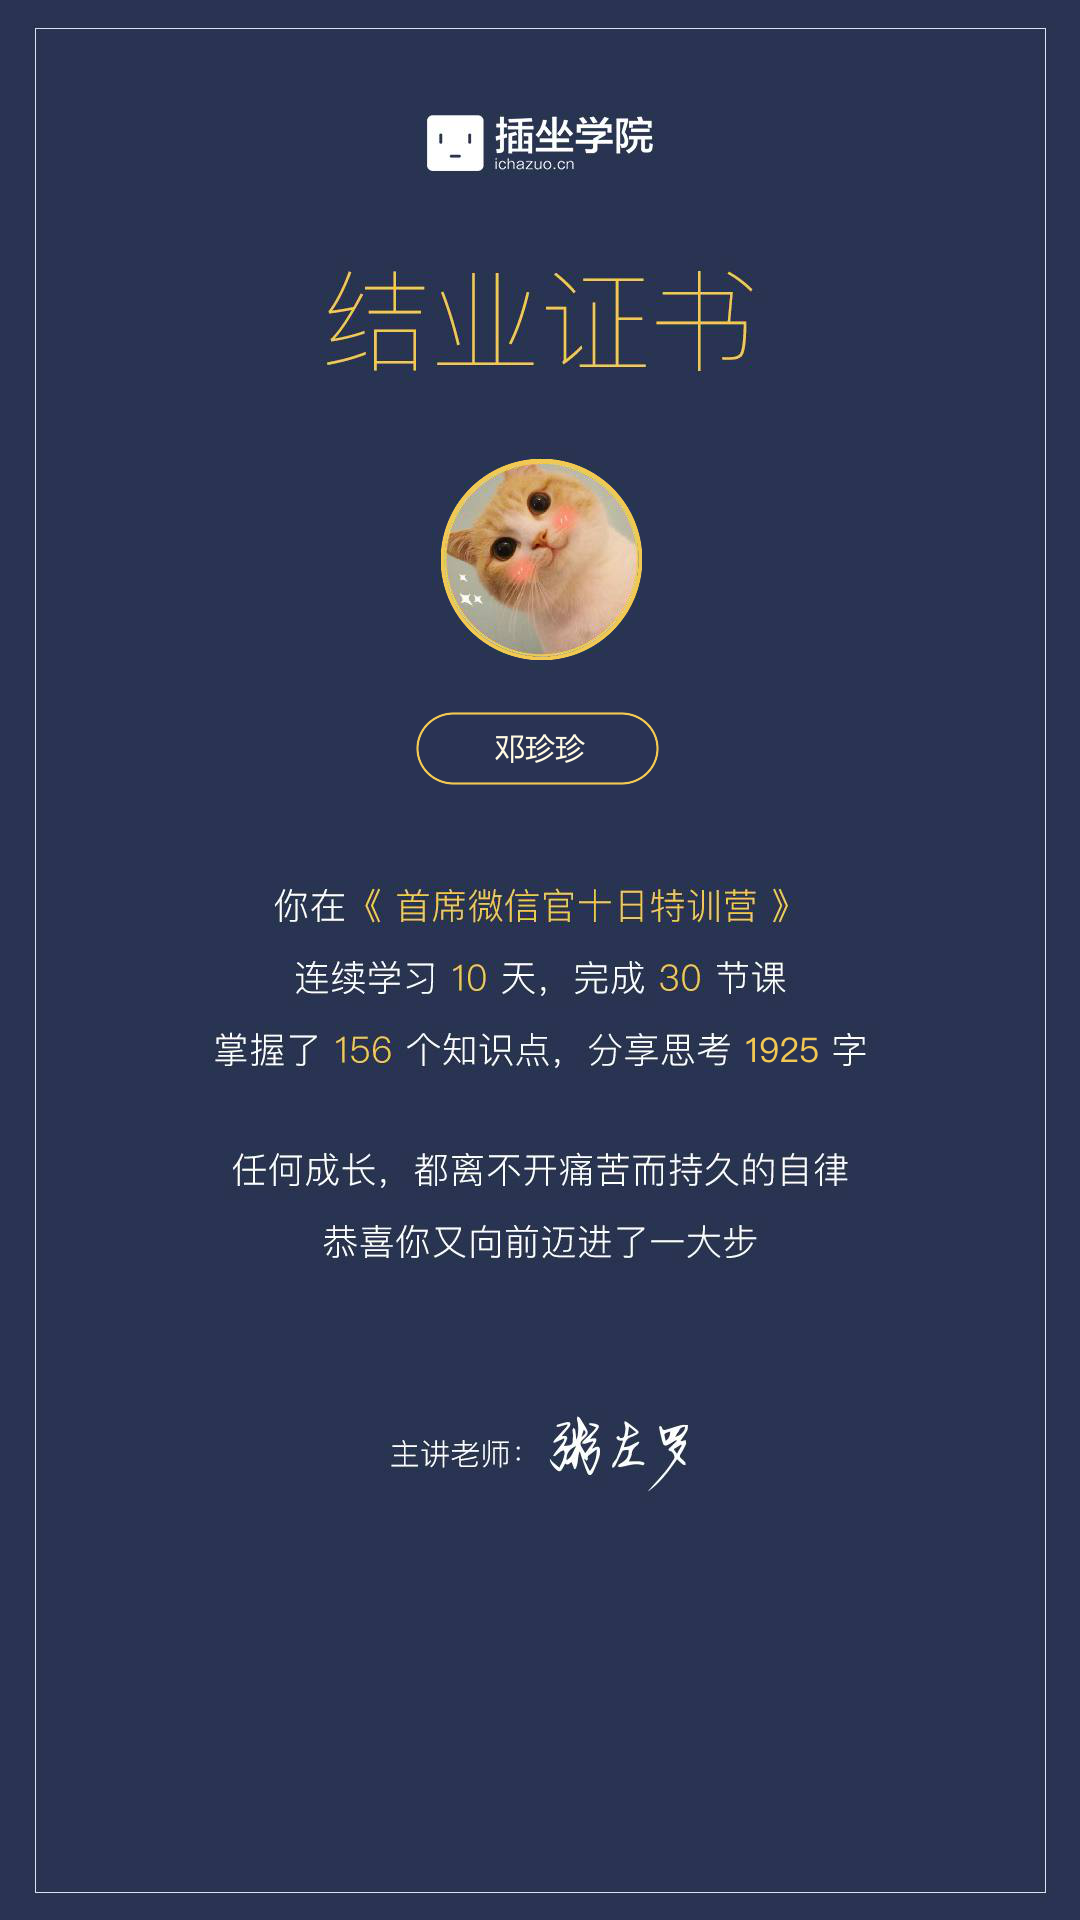 插坐学院
ichazuo.cn
结业证书
邓珍珍
你在《 首席微信官十日特训营 》
连续学习 10 天，完成 30 节课
掌握了 156 个知识点，分享思考 1925 字
任何成长，都离不开痛苦而持久的自律
恭喜你又向前迈进了一大步
主讲老师：粥左罗